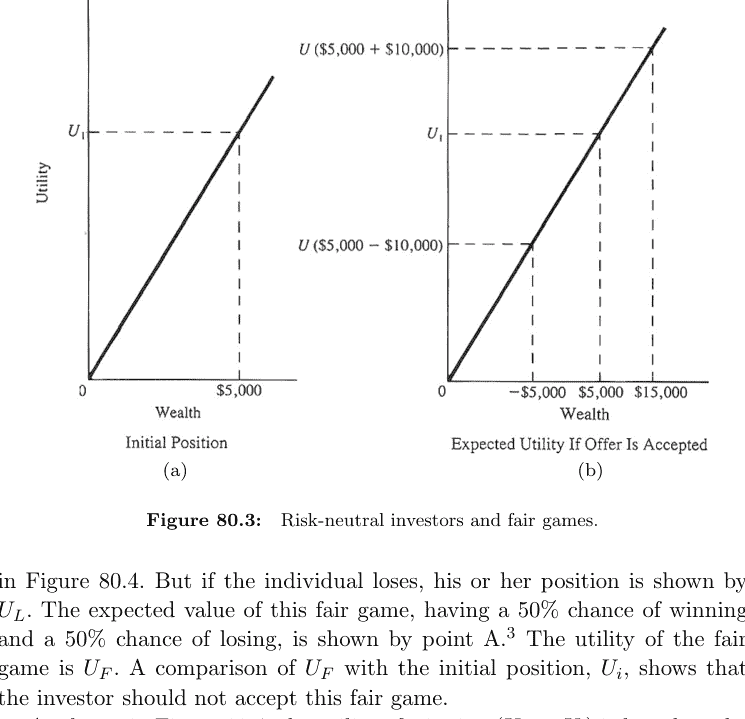 U ($5,000 + $10,000)
U₁
U₁
Utility
U ($5,000 − $10,000)
0
$5,000
0
−$5,000 $5,000 $15,000
Wealth
Wealth
Initial Position
Expected Utility If Offer Is Accepted
(a)
(b)
Figure 80.3: Risk-neutral investors and fair games.
in Figure 80.4. But if the individual loses, his or her position is shown by
U_L. The expected value of this fair game, having a 50% chance of winning
and a 50% chance of losing, is shown by point A.³ The utility of the fair
game is U_F. A comparison of U_F with the initial position, U_i, shows that
the investor should not accept this fair game.